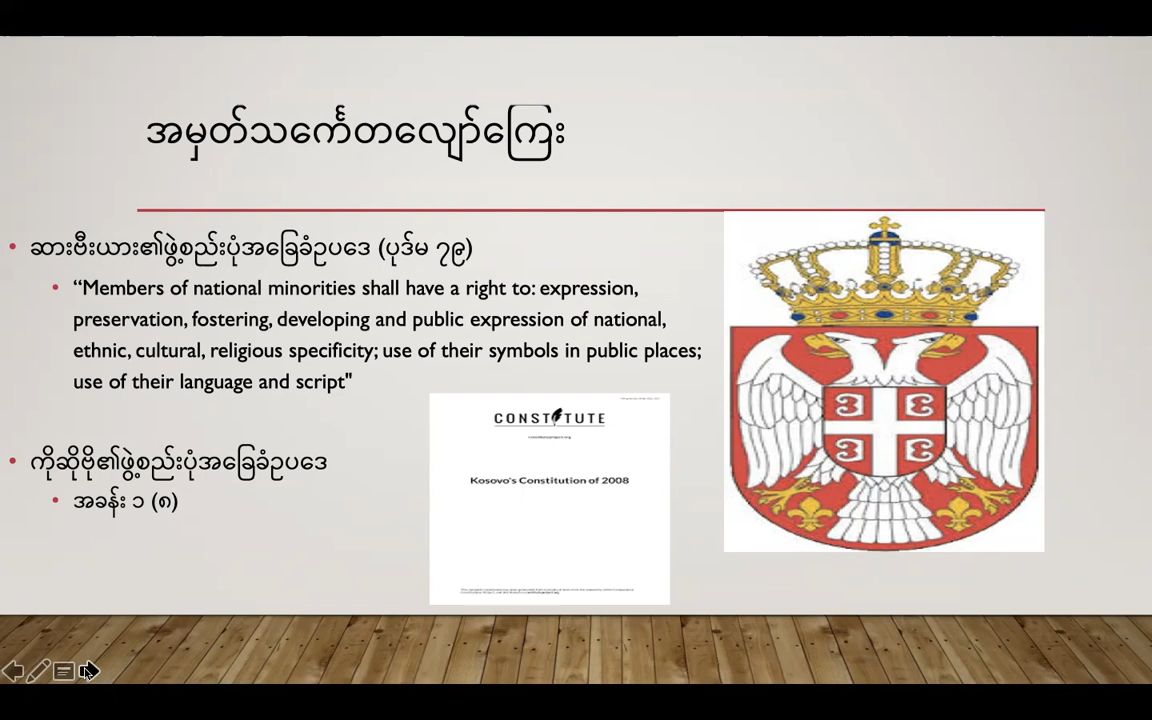 အမှတ်သင်္ကေတလျော်ကြေး
ဆားဗီးယား၏ဖွဲ့စည်းပုံအခြေခံဥပဒေ (ပုဒ်မ ၇၉)
“Members of national minorities shall have a right to: expression,
preservation, fostering, developing and public expression of national,
ethnic, cultural, religious specificity; use of their symbols in public places;
use of their language and script"
ကိုဆိုဗို၏ဖွဲ့စည်းပုံအခြေခံဥပဒေ
အခန်း ၁ (၈)
CONSTITUTE
constituteproject.org
Kosovo's Constitution of 2008